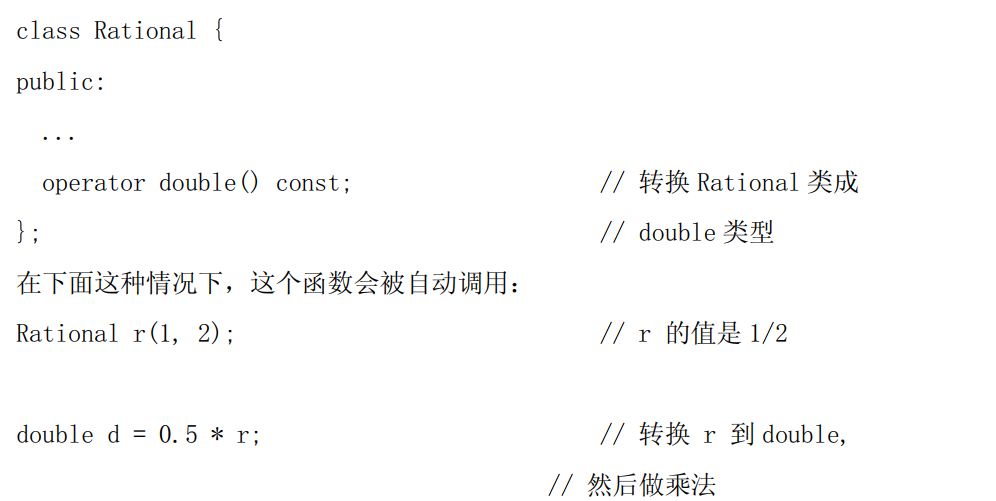 class Rational {
public:
...
operator double() const; // 转换 Rational 类成
}; // double 类型
在下面这种情况下，这个函数会被自动调用：
Rational r(1, 2); // r 的值是 1/2
double d = 0.5 * r; // 转换 r 到 double,
// 然后做乘法